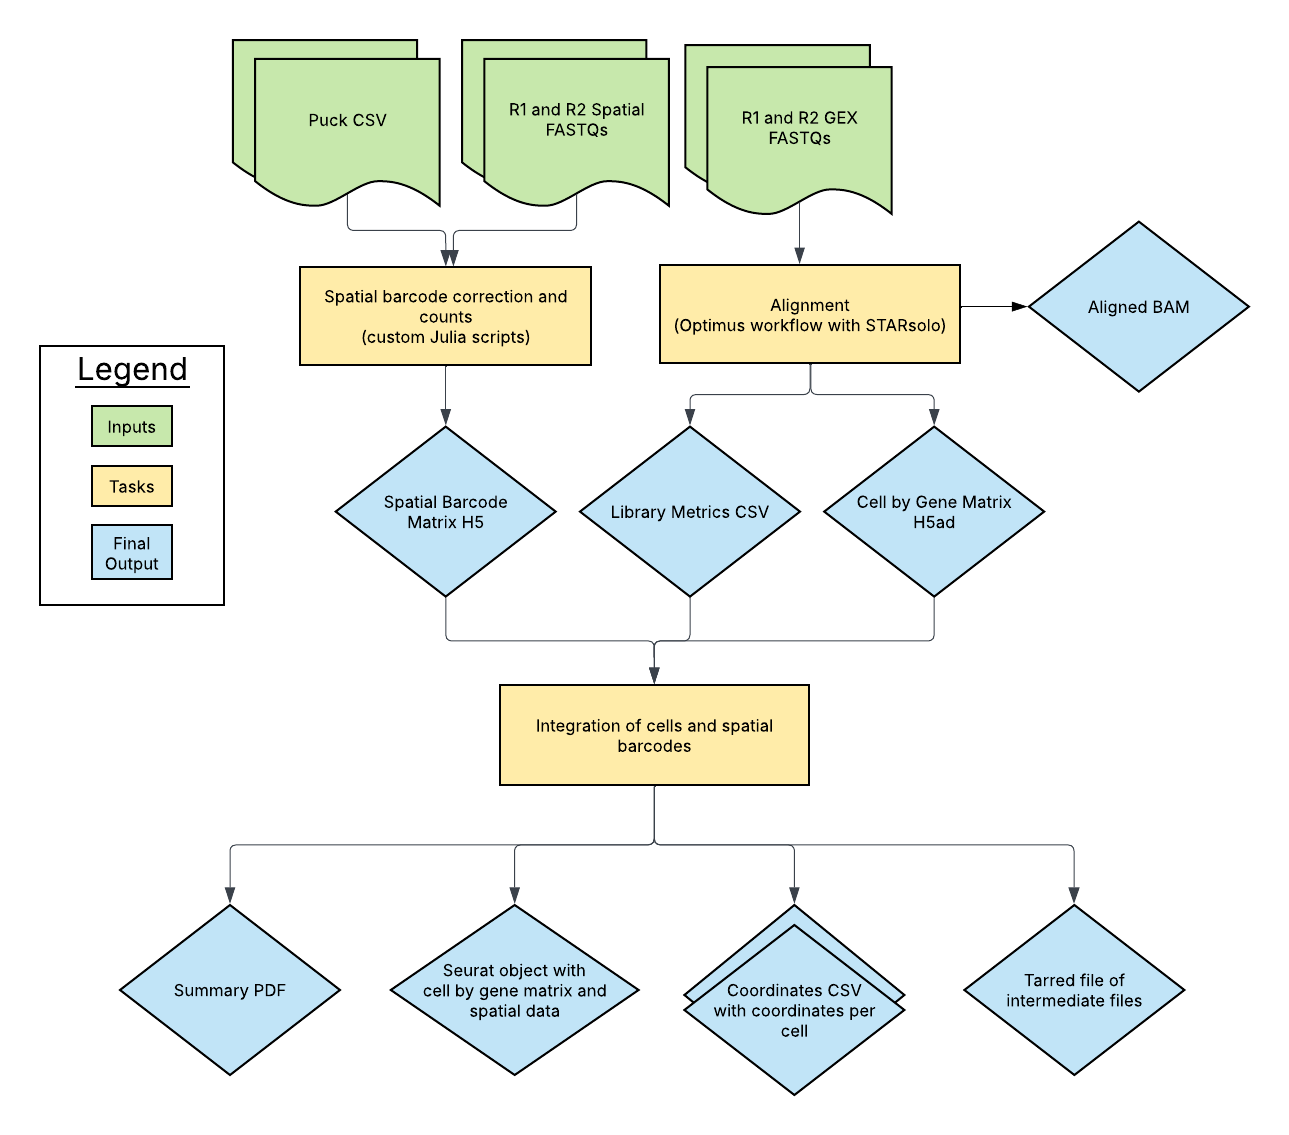 Puck CSV
R1 and R2 Spatial
FASTQs
R1 and R2 GEX
FASTQs
Spatial barcode correction and
counts
(custom Julia scripts)
Alignment
(Optimus workflow with STARsolo)
Aligned BAM
Legend
Inputs
Tasks
Final
Output
Spatial Barcode
Matrix H5
Library Metrics CSV
Cell by Gene Matrix
H5ad
Integration of cells and spatial
barcodes
Summary PDF
Seurat object with
cell by gene matrix and
spatial data
Coordinates CSV
with coordinates per
cell
Tarred file of
intermediate files